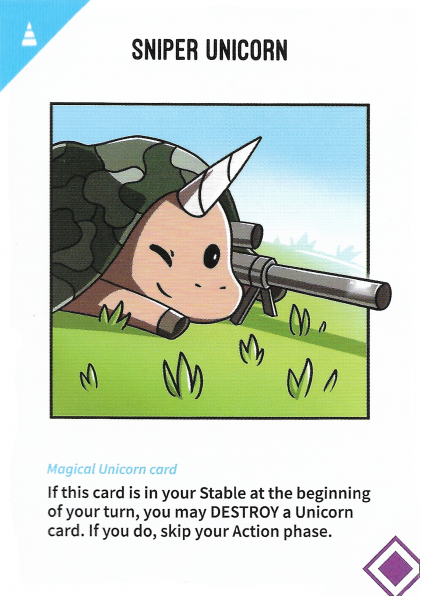 SNIPER UNICORN
Magical Unicorn card
If this card is in your Stable at the beginning
of your turn, you may DESTROY a Unicorn
card. If you do, skip your Action phase.